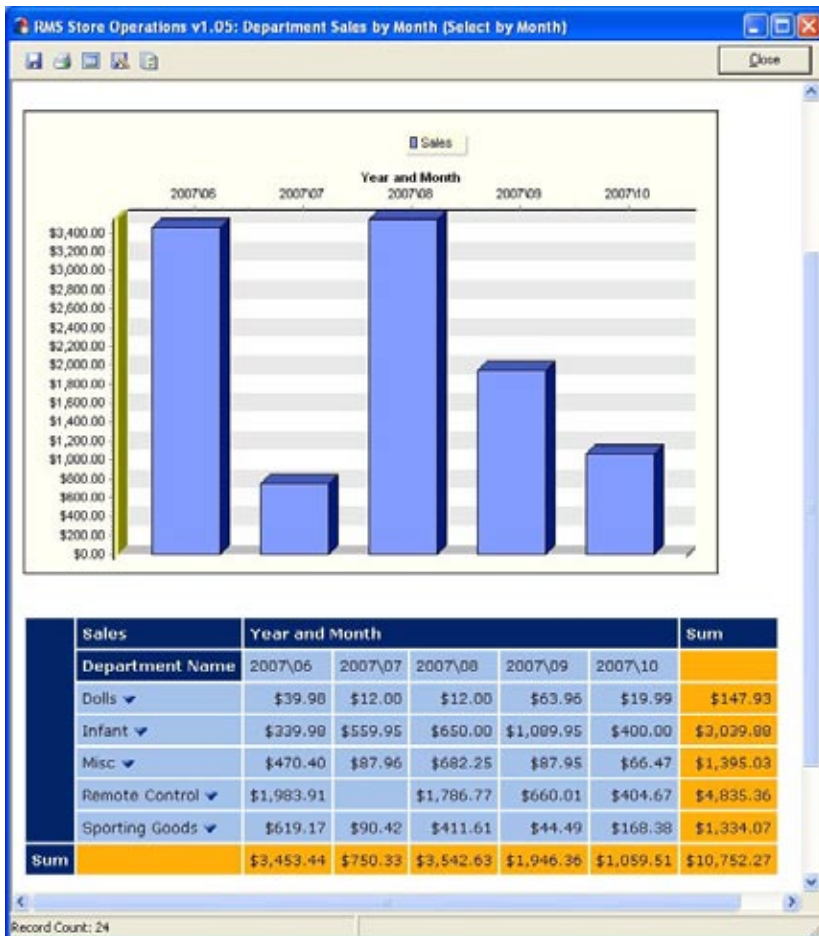 RMS Store Operations v1.05: Department Sales by Month (Select by Month)
Close
Sales
Year and Month
2007\06 2007\07 2007\08 2007\09 2007\10
$3,400.00
$3,200.00
$3,000.00
$2,800.00
$2,600.00
$2,400.00
$2,200.00
$2,000.00
$1,800.00
$1,600.00
$1,400.00
$1,200.00
$1,000.00
$800.00
$600.00
$400.00
$200.00
$0.00
Sales Year and Month Sum
Department Name 2007\06 2007\07 2007\08 2007\09 2007\10
Dolls $39.98 $12.00 $12.00 $63.96 $19.99 $147.93
Infant $339.98 $559.95 $650.00 $1,089.95 $400.00 $3,039.88
Misc $470.40 $87.96 $682.25 $87.95 $66.47 $1,395.03
Remote Control $1,983.91 $1,786.77 $660.01 $404.67 $4,835.36
Sporting Goods $619.17 $90.42 $411.61 $44.49 $168.38 $1,334.07
Sum $3,453.44 $750.33 $3,542.63 $1,946.36 $1,059.51 $10,752.27
Record Count: 24